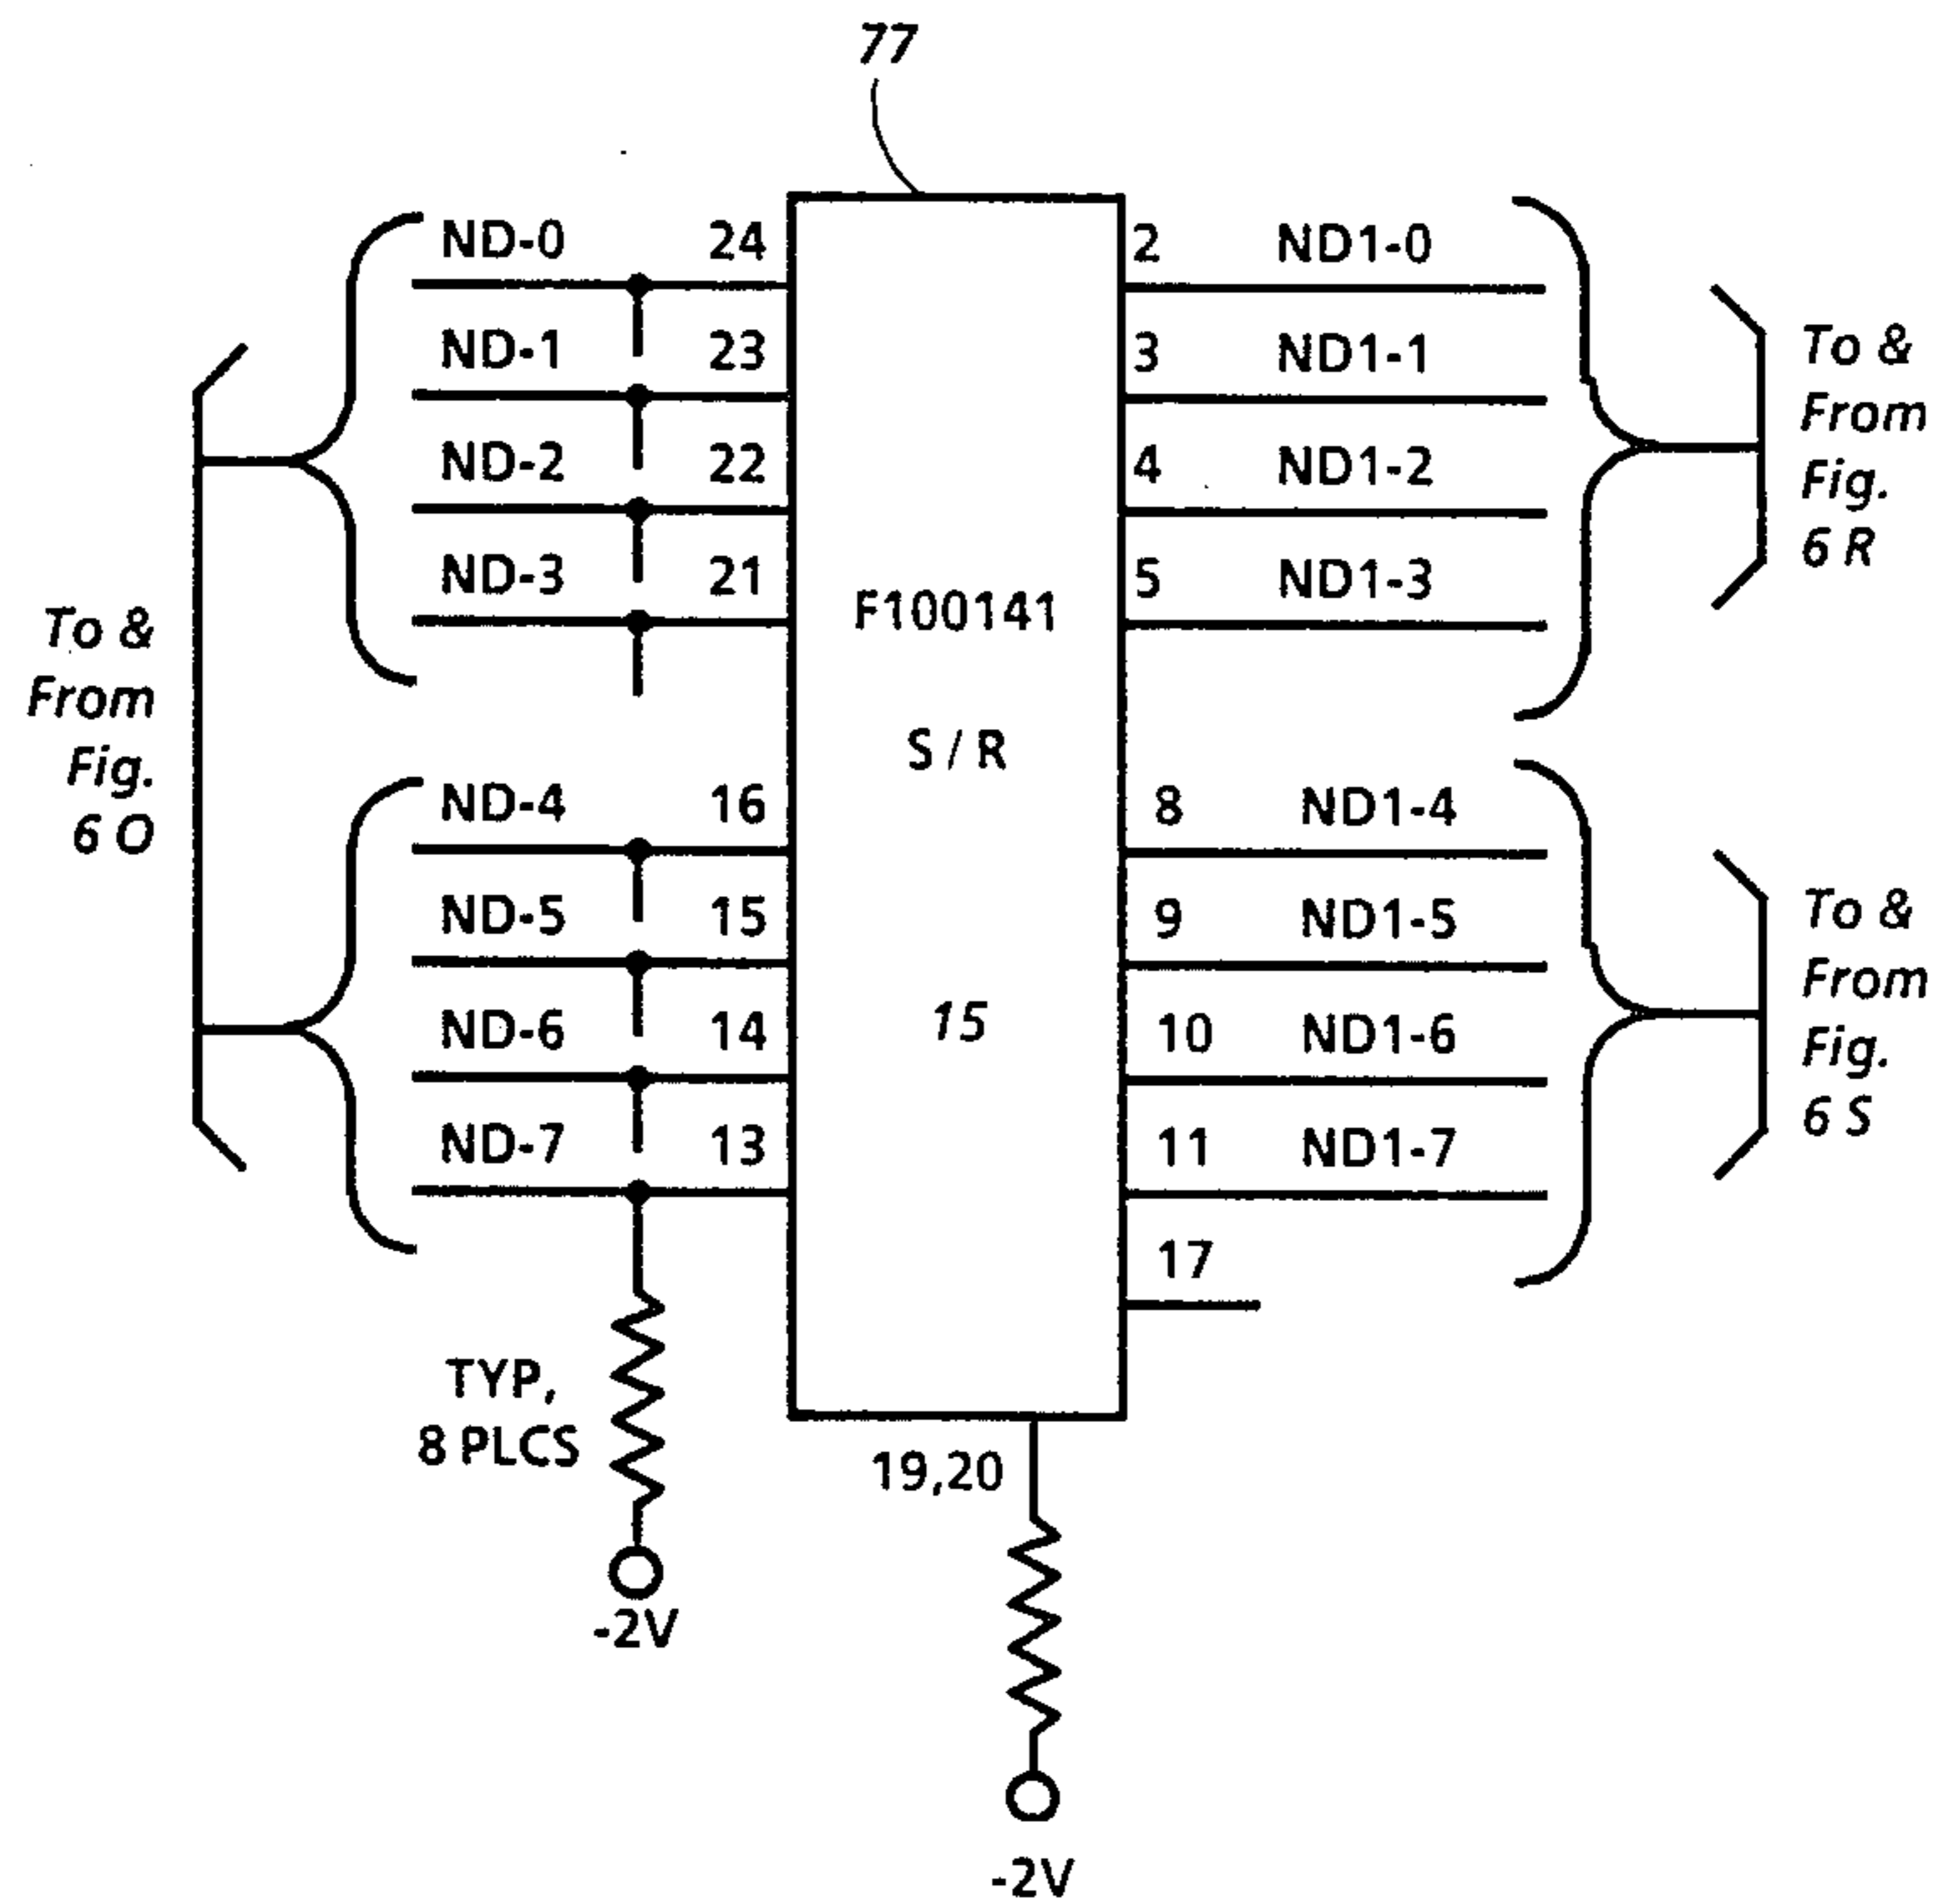 77
ND-0 24
ND-1 23
ND-2 22
ND-3 21
ND-4 16
ND-5 15
ND-6 14
ND-7 13
To &
From
Fig.
6 O
F100141
S / R
15
2 ND1-0
3 ND1-1
4 ND1-2
5 ND1-3
8 ND1-4
9 ND1-5
10 ND1-6
11 ND1-7
17
To &
From
Fig.
6 R
To &
From
Fig.
6 S
TYP,
8 PLCS
-2V
19,20
-2V